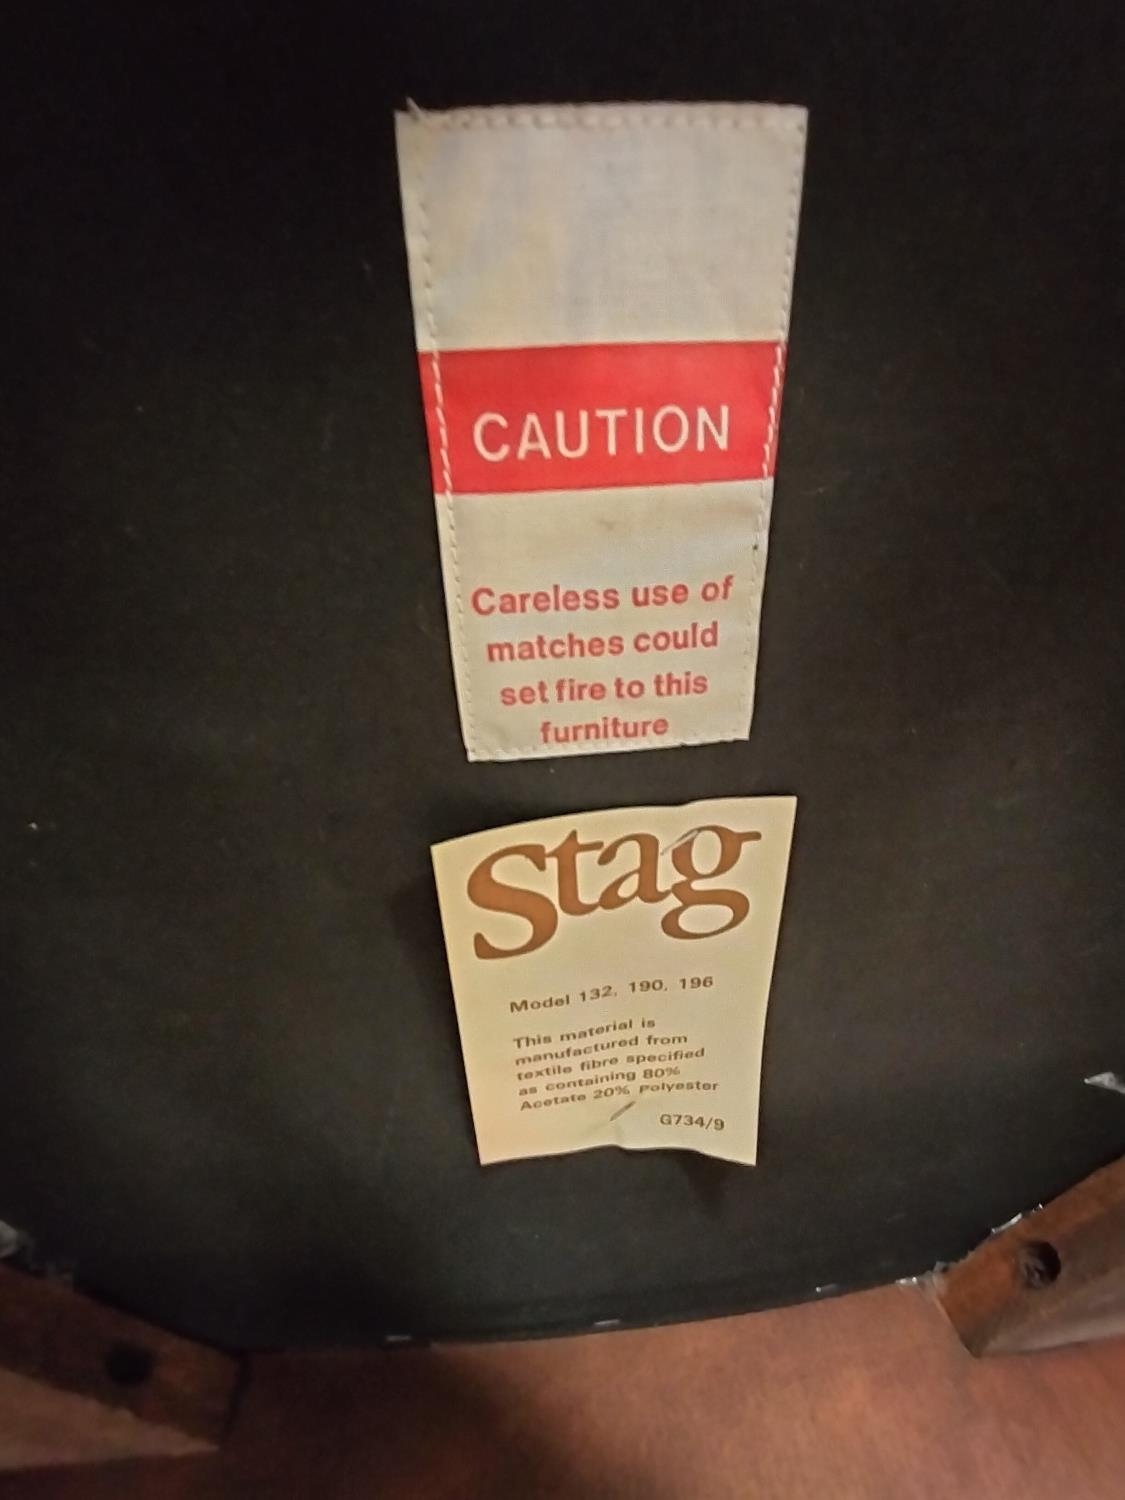 CAUTION
Careless use of
matches could
set fire to this
furniture
Stag
Model 132, 190, 196
This material is
manufactured from
textile fibre specified
as containing 80%
Acetate 20% Polyester
G734/9